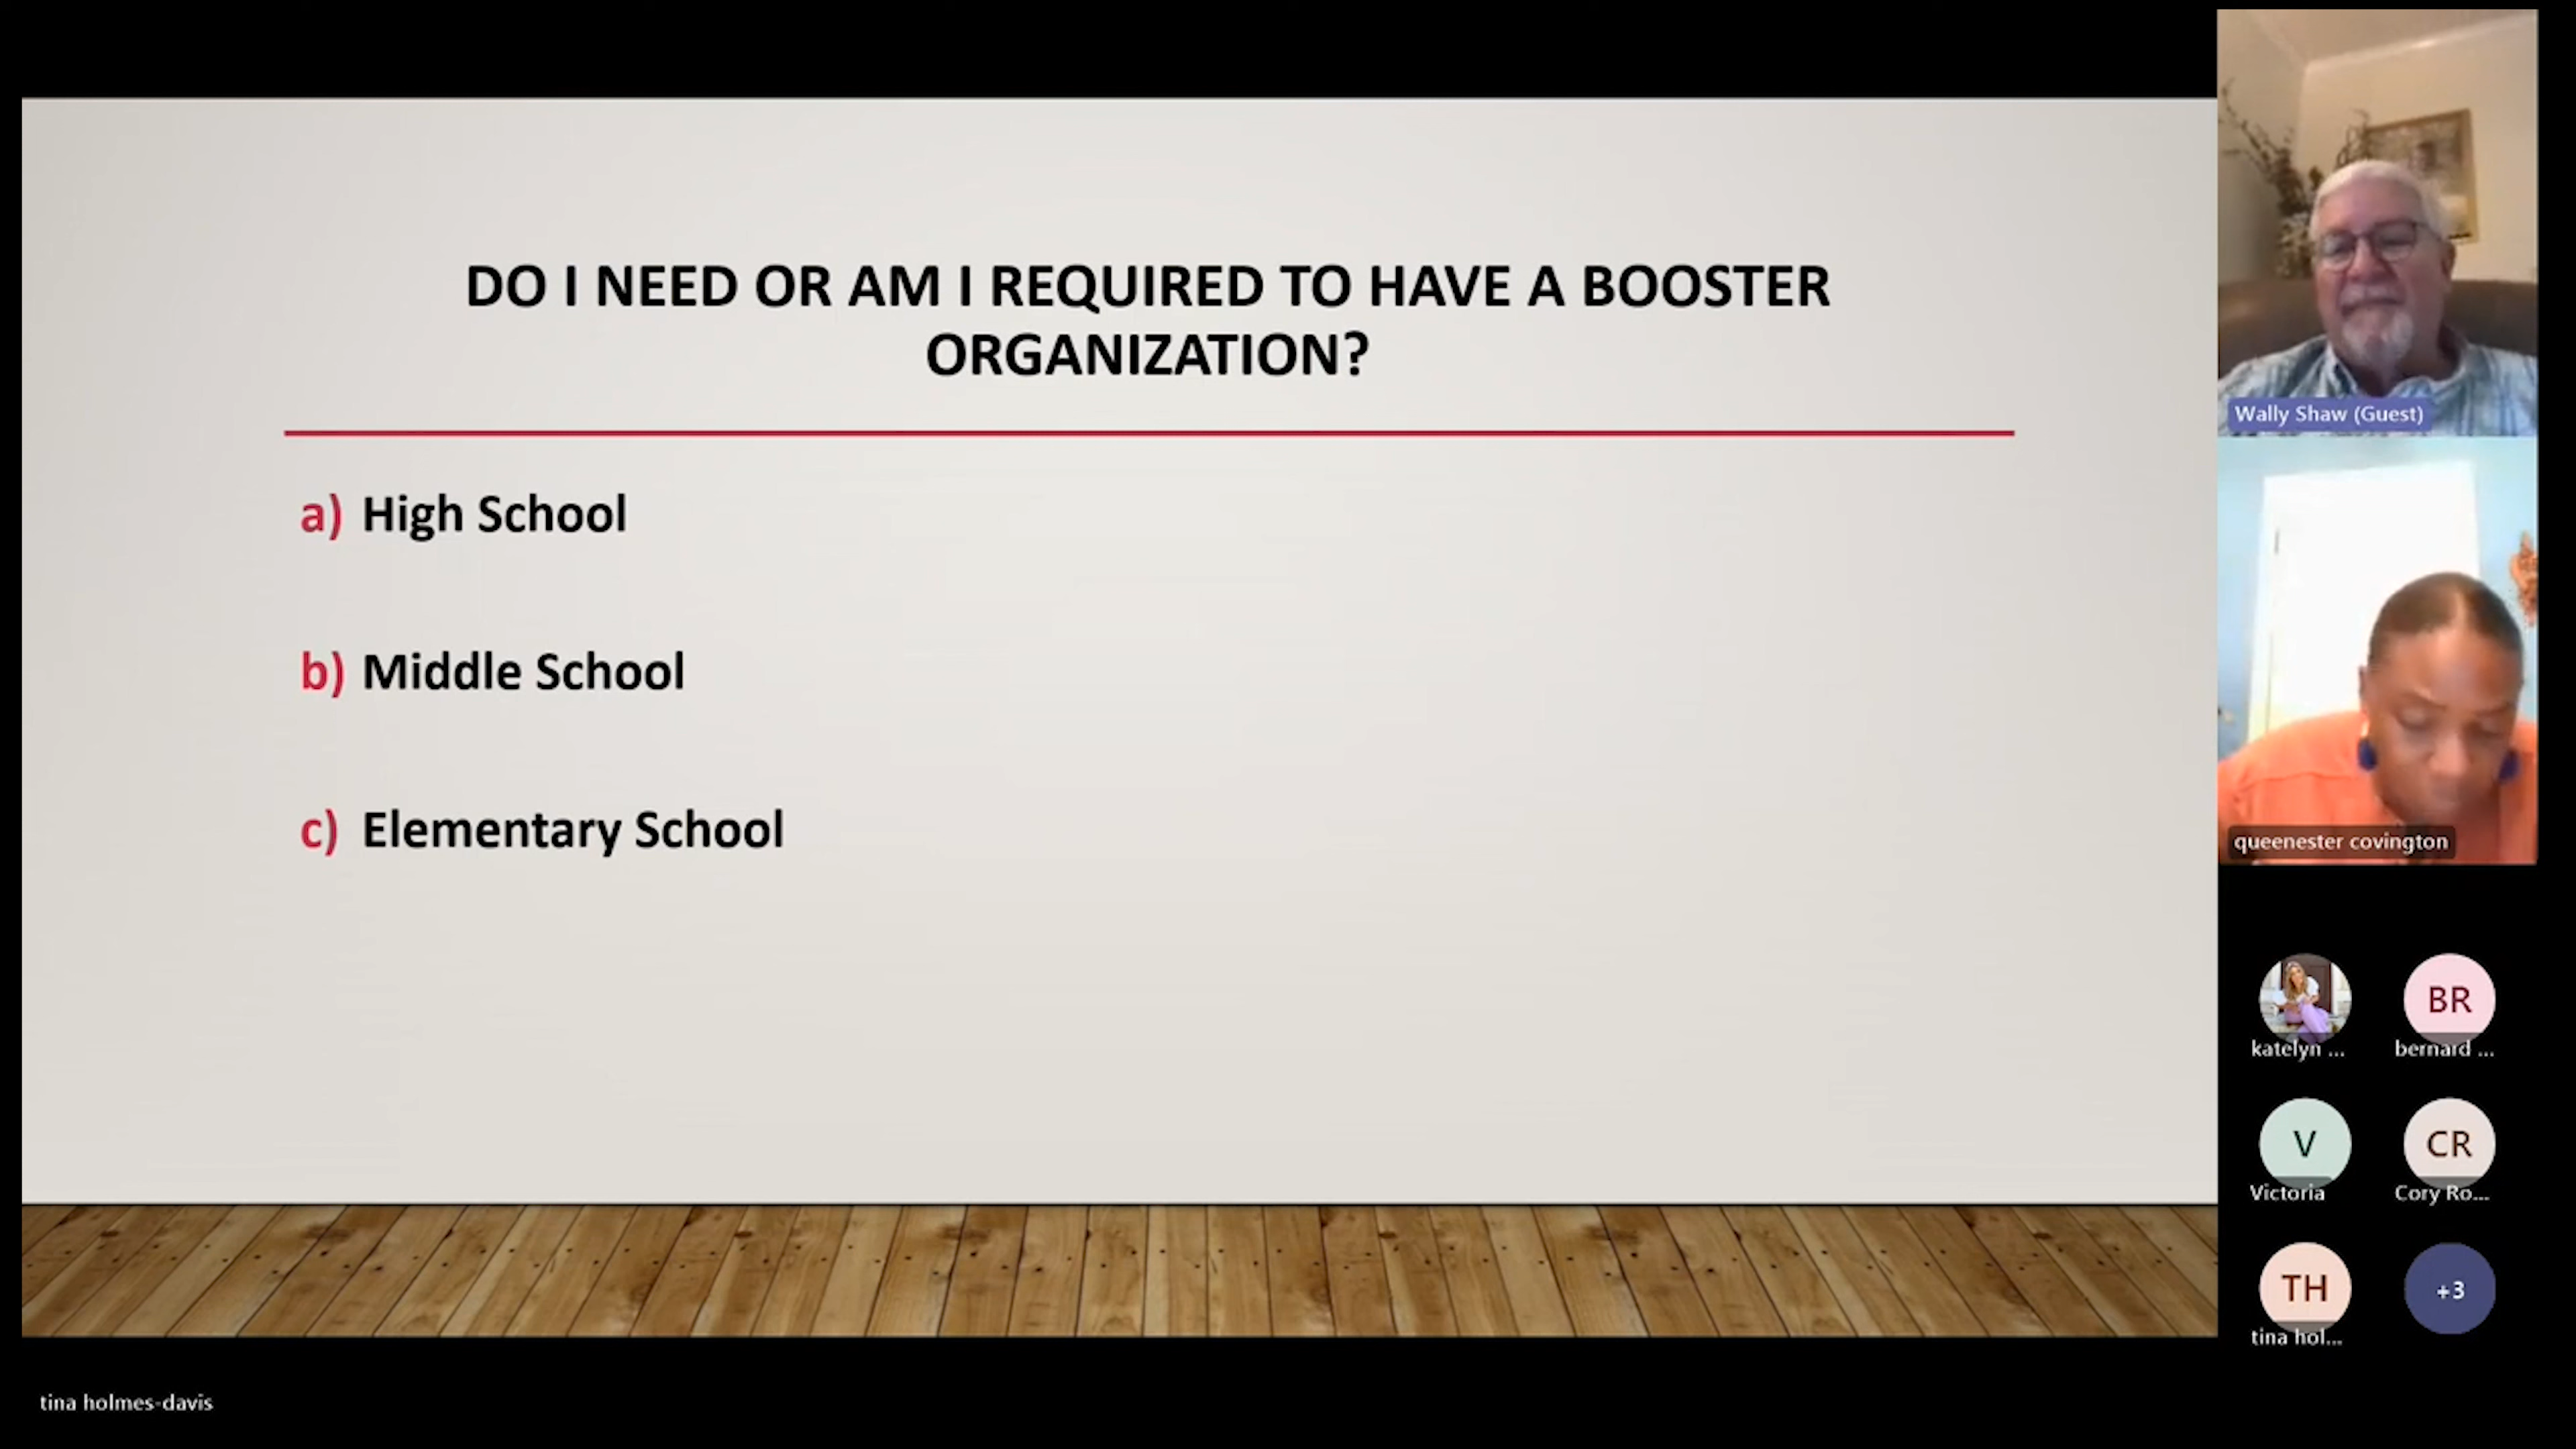 DO I NEED OR AM I REQUIRED TO HAVE A BOOSTER
ORGANIZATION?
a) High School
b) Middle School
c) Elementary School
Wally Shaw (Guest)
queenester covington
katelyn ...
BR
bernard ...
V
Victoria
CR
Cory Ro...
TH
tina hol...
+3
tina holmes-davis